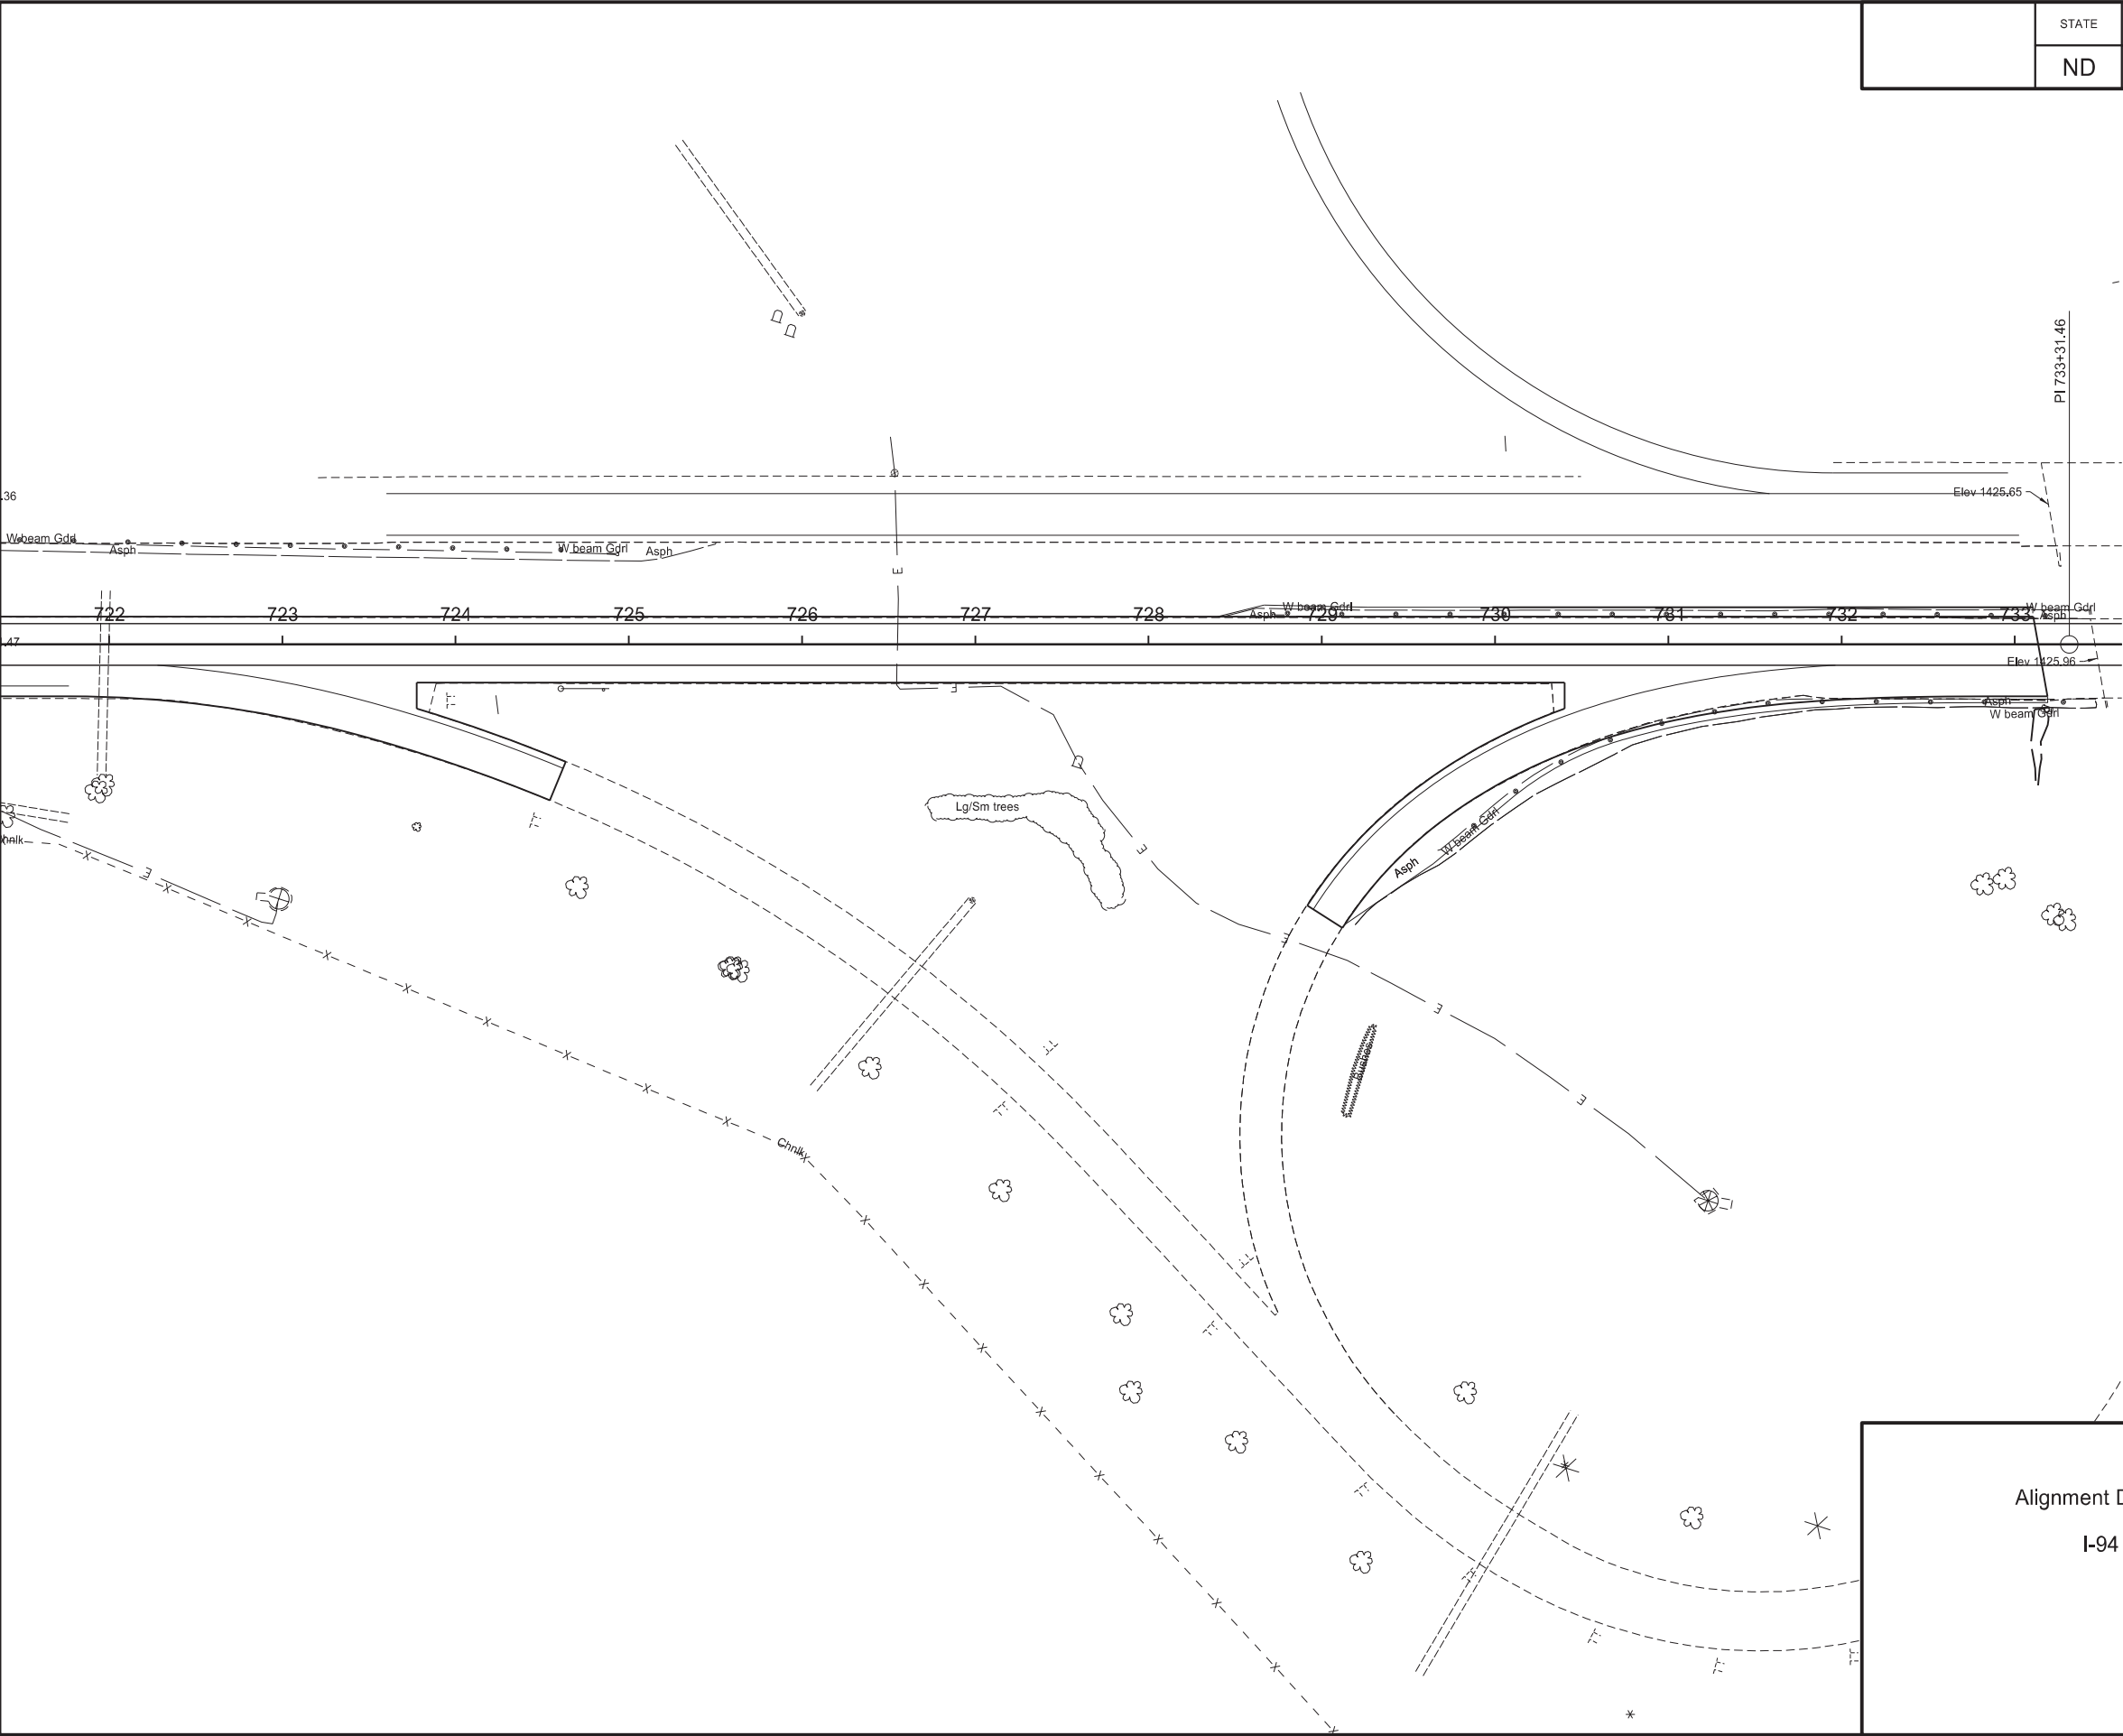 STATE
ND
PI 733+31.46
.36
Elev 1425.65
W beam Gdrl
Asph
W beam Gdrl
Asph
E
722
723
724
725
726
727
728
729
730
731
732
733
W beam Gdrl
Asph
W beam Gdrl
Asph
.47
Elev 1425.96
Asph
W beam Gdrl
E
Lg/Sm trees
W beam Gdrl
Asph
E
E
E
E
Bushes
E
Chnlk
Alignment D
I-94